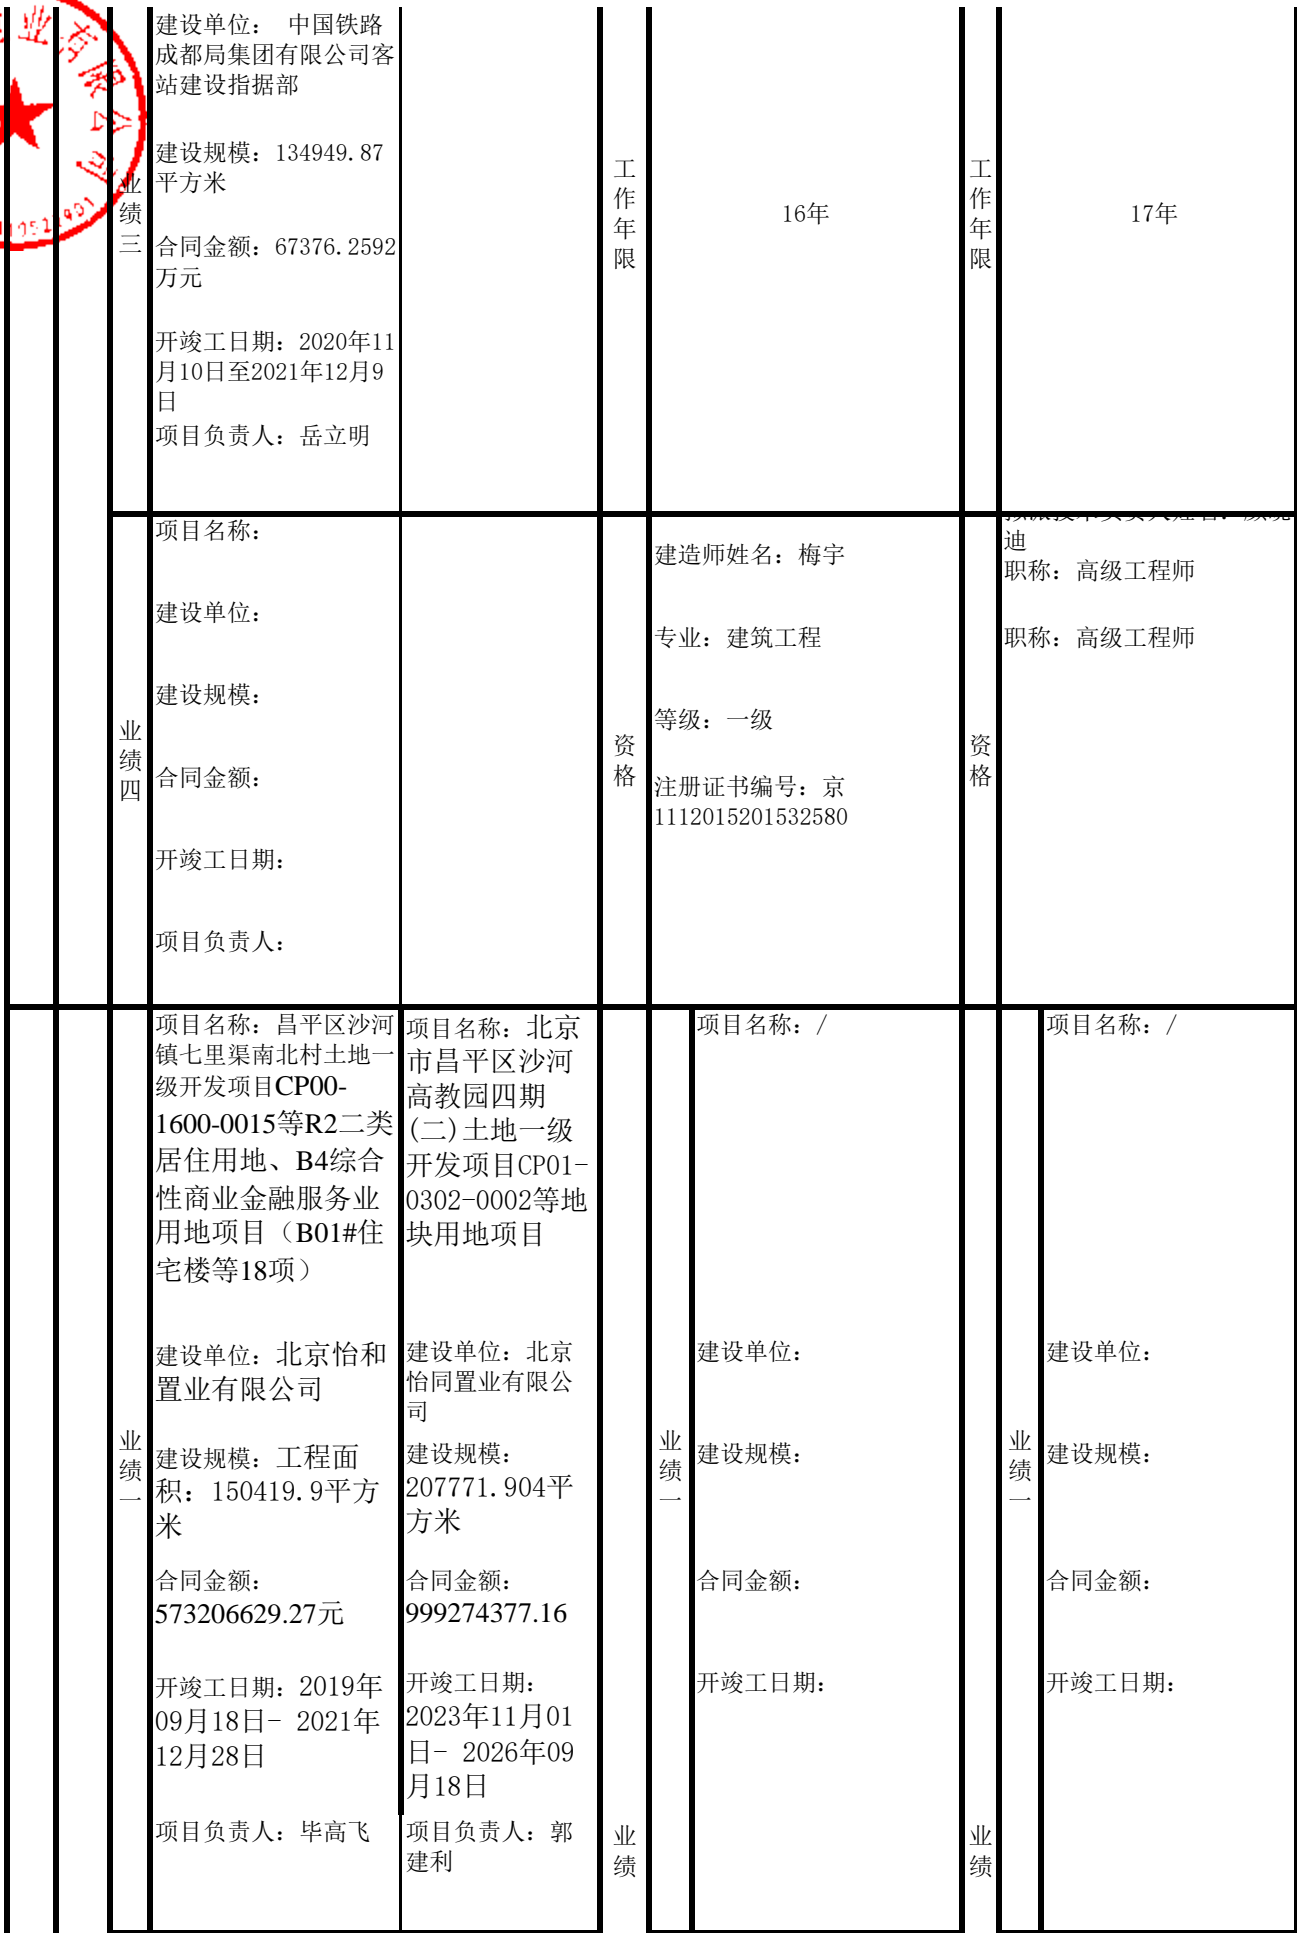 业有限公司
业
绩
三
建设单位： 中国铁路
成都局集团有限公司客
站建设指据部
建设规模：134949.87
平方米
合同金额：67376.2592
万元
开竣工日期：2020年11
月10日至2021年12月9
日
项目负责人：岳立明
工
作
年
限
16年
工
作
年
限
17年
业
绩
四
项目名称：
建设单位：
建设规模：
合同金额：
开竣工日期：
项目负责人：
资
格
建造师姓名：梅宇
专业：建筑工程
等级：一级
注册证书编号：京
1112015201532580
资
格
迪
职称：高级工程师
职称：高级工程师
业
绩
一
项目名称：昌平区沙河
镇七里渠南北村土地一
级开发项目CP00-
1600-0015等R2二类
居住用地、B4综合
性商业金融服务业
用地项目（B01#住
宅楼等18项）
建设单位：北京怡和
置业有限公司
建设规模：工程面
积：150419.9平方
米
合同金额：
573206629.27元
开竣工日期：2019年
09月18日- 2021年
12月28日
项目负责人：毕高飞
项目名称：北京
市昌平区沙河
高教园四期
(二)土地一级
开发项目CP01-
0302-0002等地
块用地项目
建设单位：北京
怡同置业有限公
司
建设规模：
207771.904平
方米
合同金额：
999274377.16
开竣工日期：
2023年11月01
日- 2026年09
月18日
项目负责人：郭
建利
业
绩
业
绩
一
项目名称：/
建设单位：
建设规模：
合同金额：
开竣工日期：
业
绩
业
绩
一
项目名称：/
建设单位：
建设规模：
合同金额：
开竣工日期：